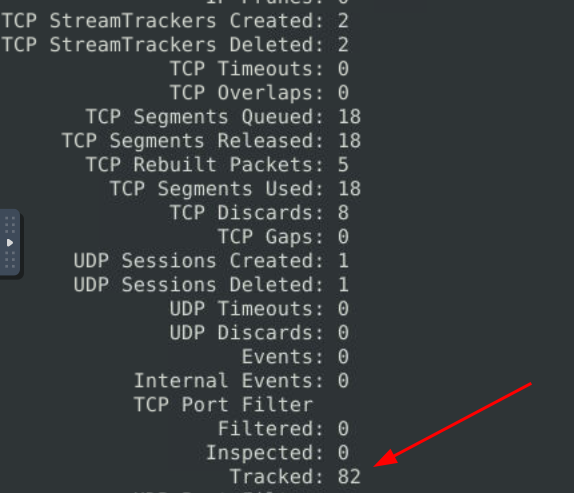 TCP StreamTrackers Created: 2
TCP StreamTrackers Deleted: 2
TCP Timeouts: 0
TCP Overlaps: 0
TCP Segments Queued: 18
TCP Segments Released: 18
TCP Rebuilt Packets: 5
TCP Segments Used: 18
TCP Discards: 8
TCP Gaps: 0
UDP Sessions Created: 1
UDP Sessions Deleted: 1
UDP Timeouts: 0
UDP Discards: 0
Events: 0
Internal Events: 0
TCP Port Filter
Filtered: 0
Inspected: 0
Tracked: 82